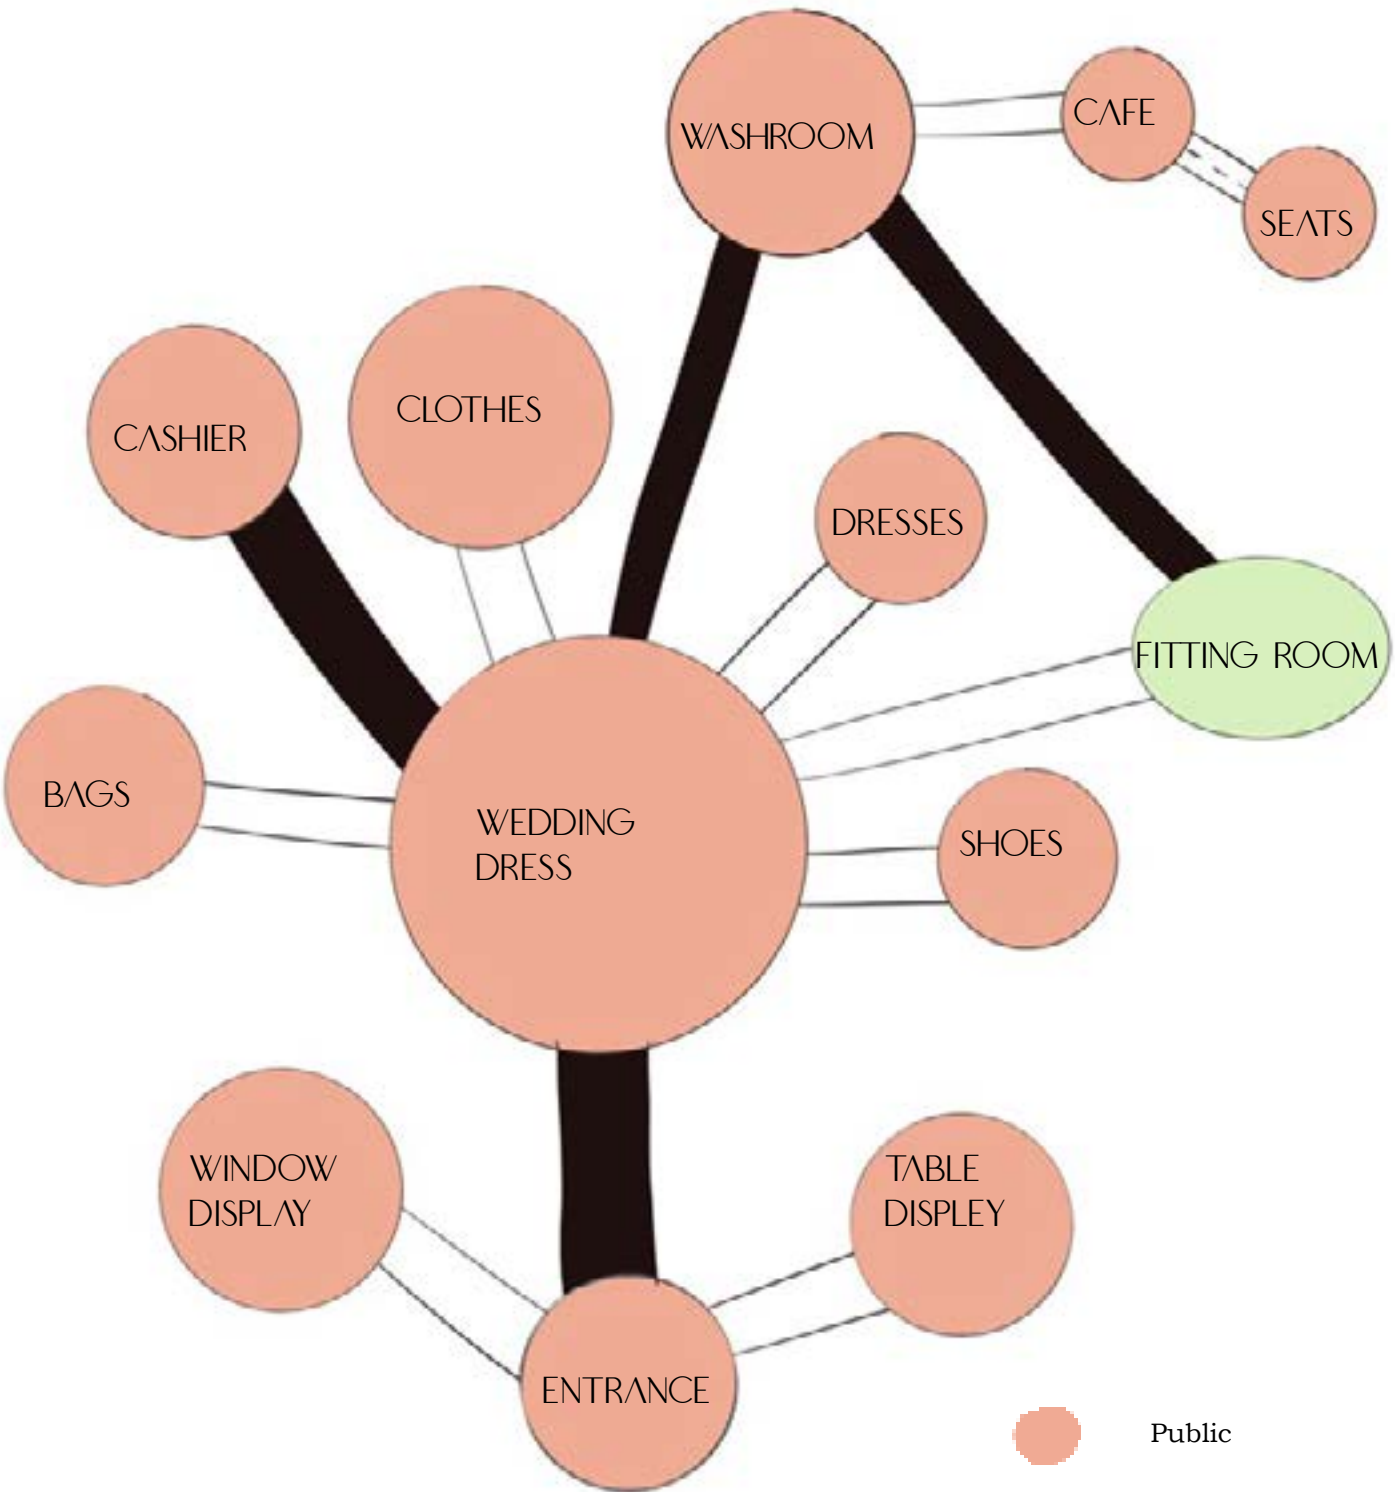 WASHROOM
CAFE
SEATS
CASHIER
CLOTHES
DRESSES
FITTING ROOM
BAGS
WEDDING
DRESS
SHOES
WINDOW
DISPLAY
TABLE
DISPLEY
ENTRANCE
Public